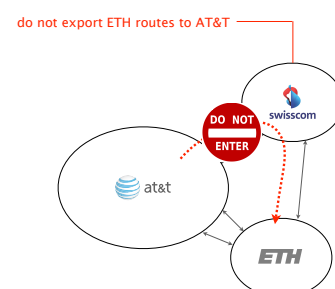 do not export ETH routes to AT&T
swisscom
DO NOT
ENTER
at&t
ETH